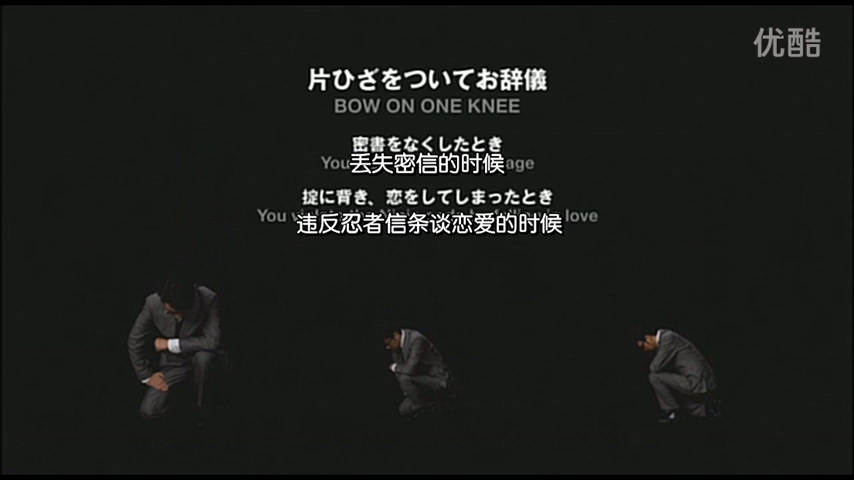 优酷
片ひざをついてお辞儀
BOW ON ONE KNEE
密書をなくしたとき
You age
丢失密信的时候
掟に背き、恋をしてしまったとき
You love
违反忍者信条谈恋爱的时候